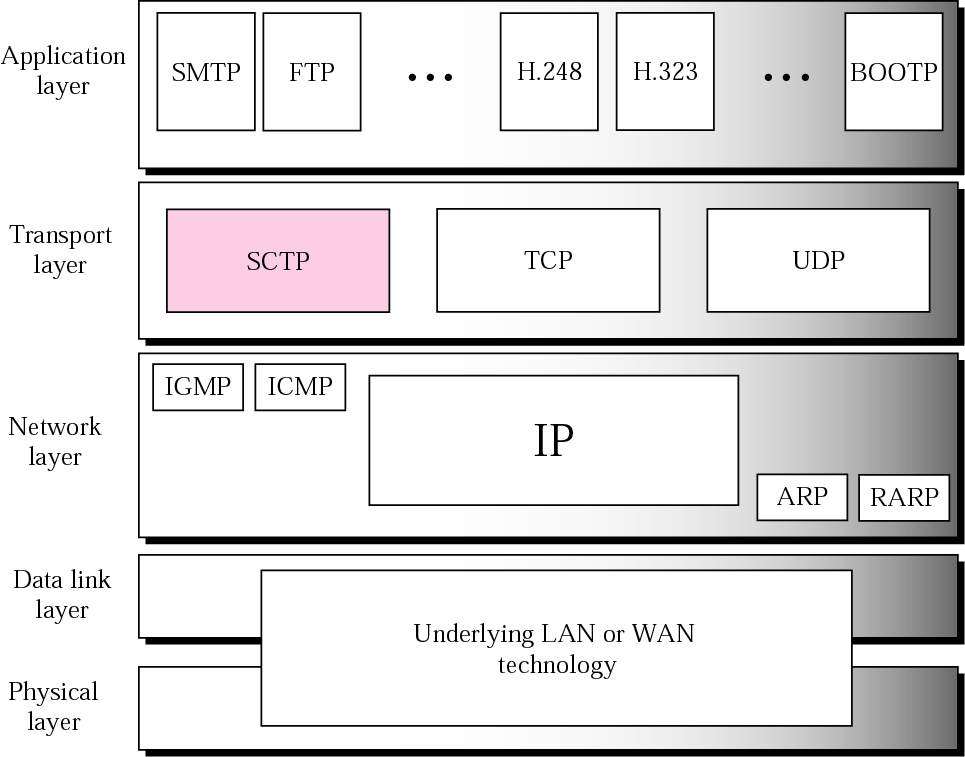 Application
layer
SMTP
FTP
...
H.248
H.323
...
BOOTP
Transport
layer
SCTP
TCP
UDP
Network
layer
IGMP
ICMP
IP
ARP
RARP
Data link
layer
Underlying LAN or WAN
technology
Physical
layer